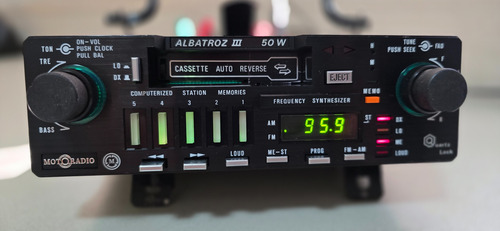 ALBATROZ III 50 W
ON-VOL
TON PUSH CLOCK
PULL BAL
TUNE
PUSH SEEK FAD
TRE
BASS
LO
DX
CASSETTE AUTO REVERSE
EJECT
COMPUTERIZED STATION MEMORIES
5 4 3 2 1
FREQUENCY SYNTHESIZER
MEMO
AM
FM
95.9
ST
DX
LO
ME
LOUD
MOTORADIO
M
LOUD
ME-ST
PROG
FM-AM
Quartz
Lock